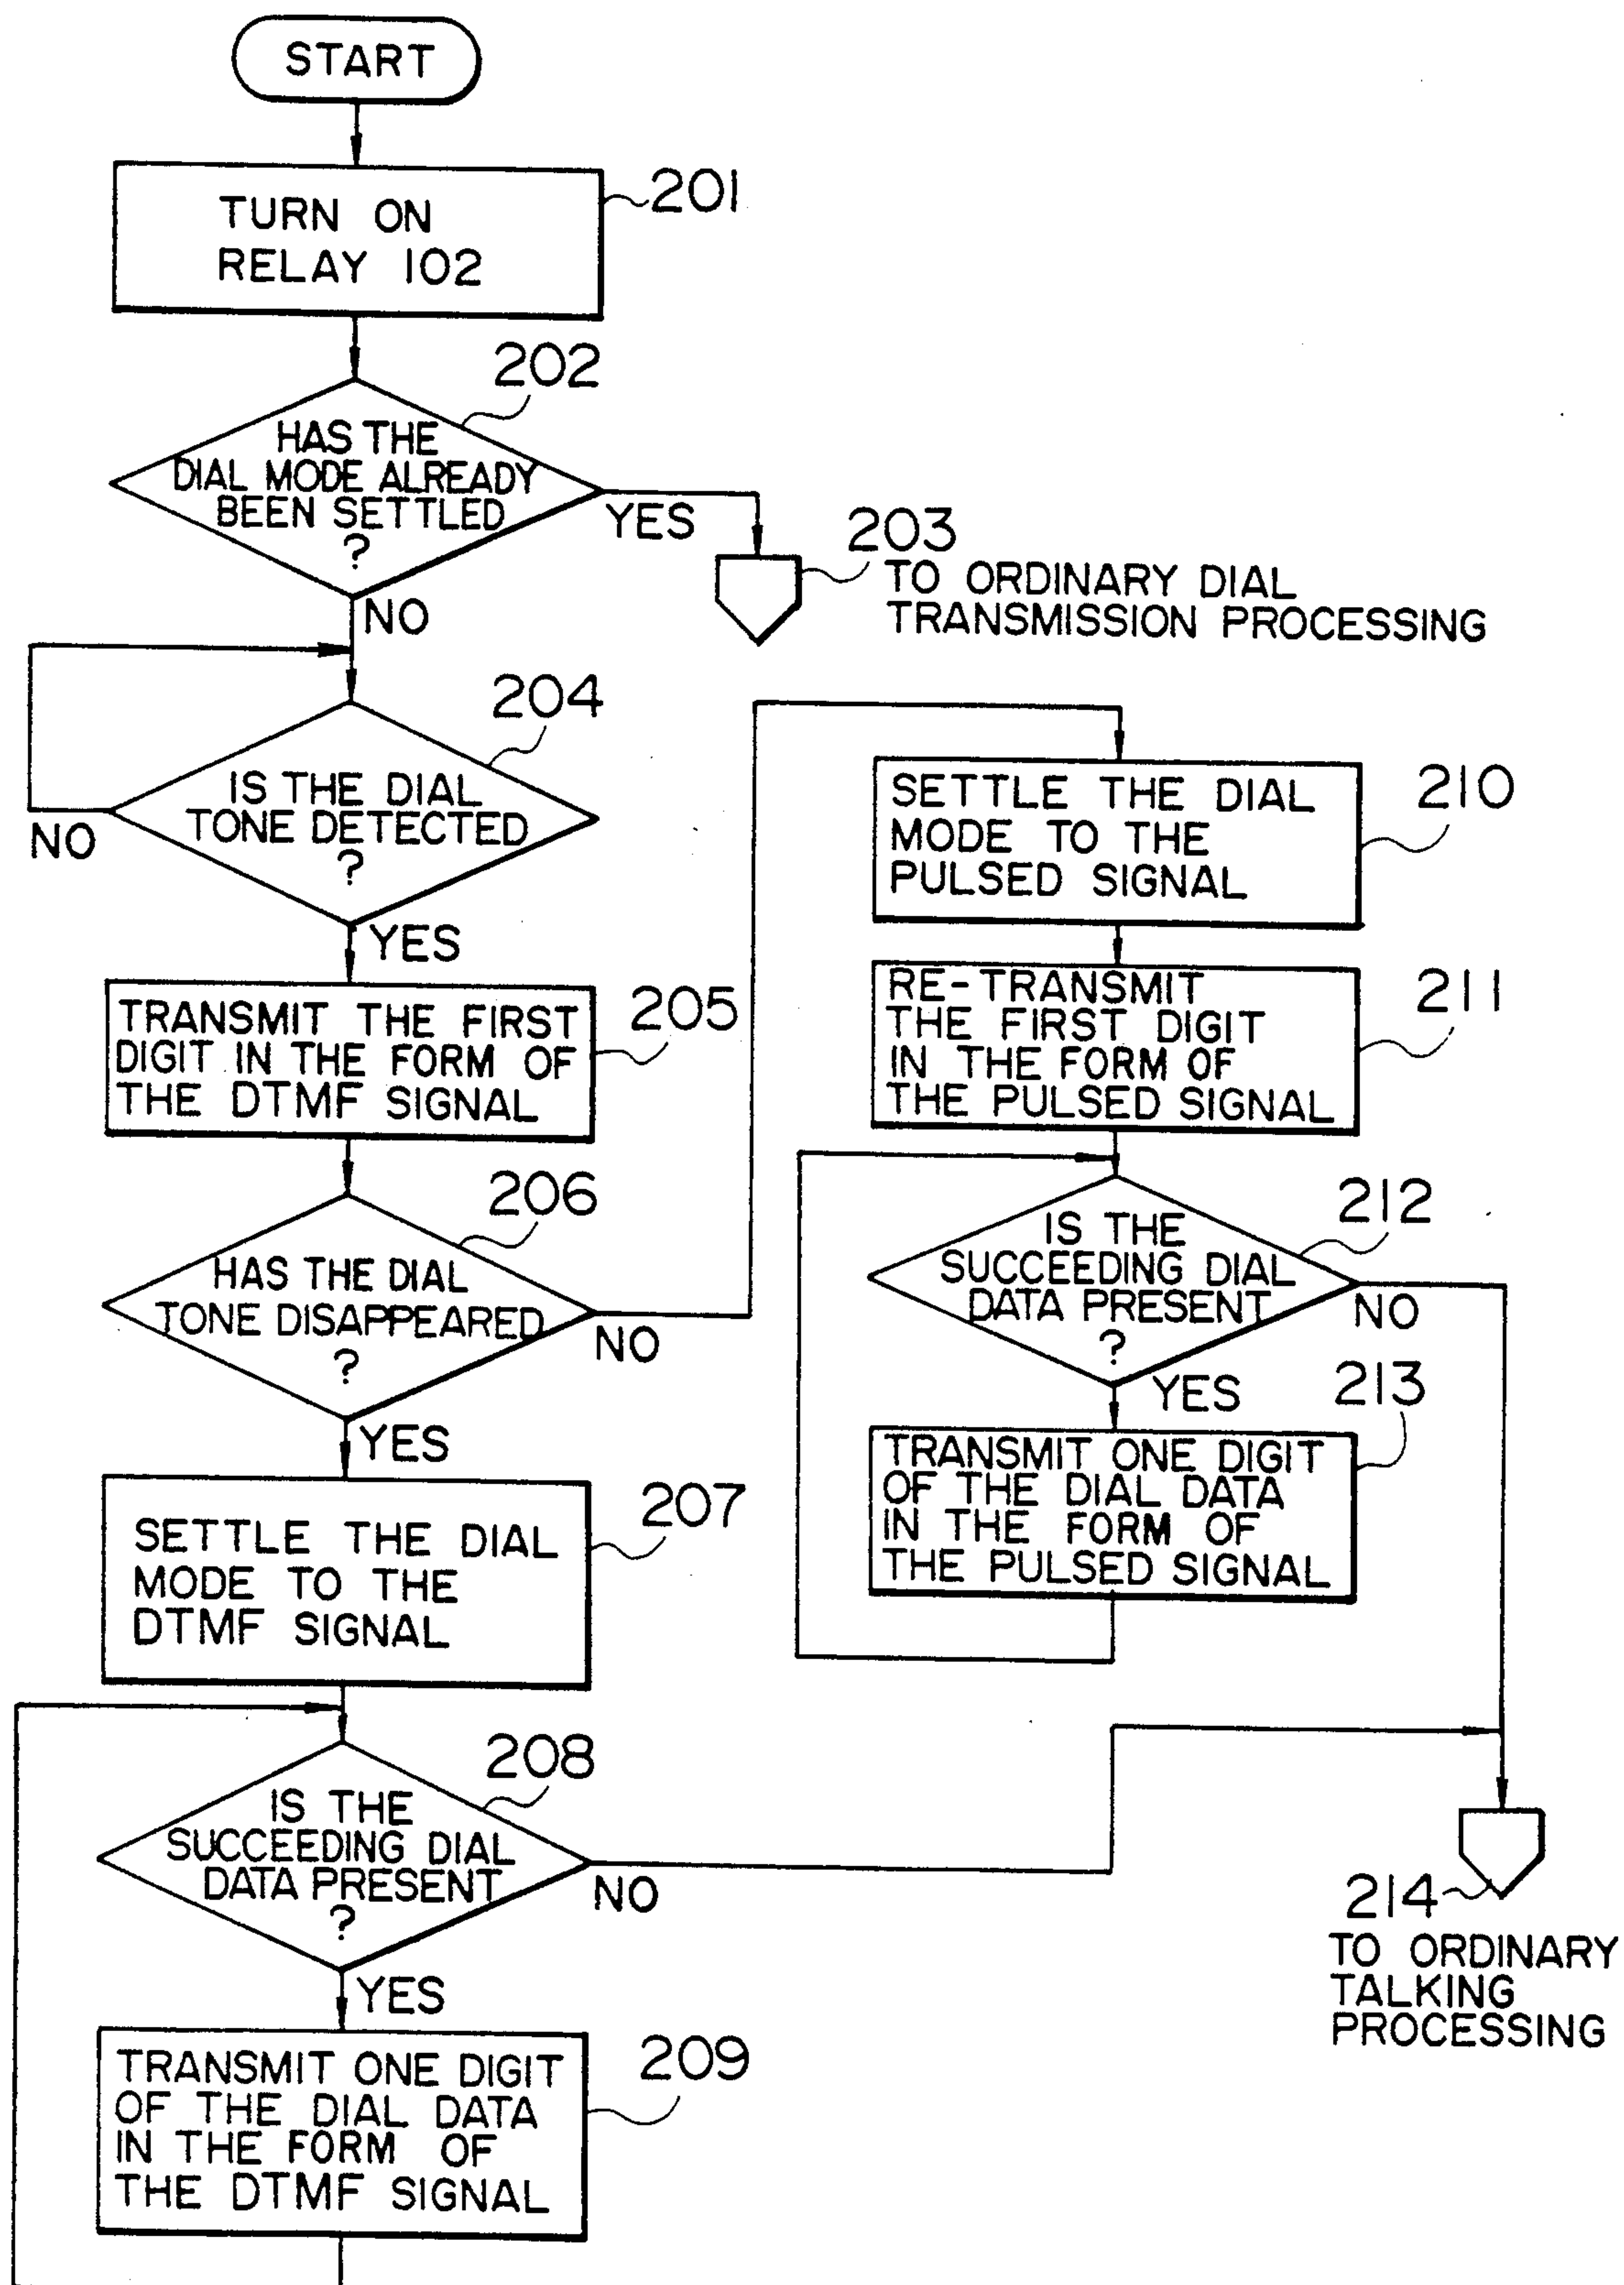 START
TURN ON
RELAY 102
201
202
HAS THE
DIAL MODE ALREADY
BEEN SETTLED
?
YES
NO
203
TO ORDINARY DIAL
TRANSMISSION PROCESSING
204
IS THE DIAL
TONE DETECTED
?
NO
YES
TRANSMIT THE FIRST
DIGIT IN THE FORM OF
THE DTMF SIGNAL
205
206
HAS THE DIAL
TONE DISAPPEARED
?
NO
YES
SETTLE THE DIAL
MODE TO THE
DTMF SIGNAL
207
208
IS THE
SUCCEEDING DIAL
DATA PRESENT
?
NO
YES
TRANSMIT ONE DIGIT
OF THE DIAL DATA
IN THE FORM OF
THE DTMF SIGNAL
209
SETTLE THE DIAL
MODE TO THE
PULSED SIGNAL
210
RE-TRANSMIT
THE FIRST DIGIT
IN THE FORM OF
THE PULSED SIGNAL
211
212
IS THE
SUCCEEDING DIAL
DATA PRESENT
?
NO
YES
213
TRANSMIT ONE DIGIT
OF THE DIAL DATA
IN THE FORM OF
THE PULSED SIGNAL
214
TO ORDINARY
TALKING
PROCESSING